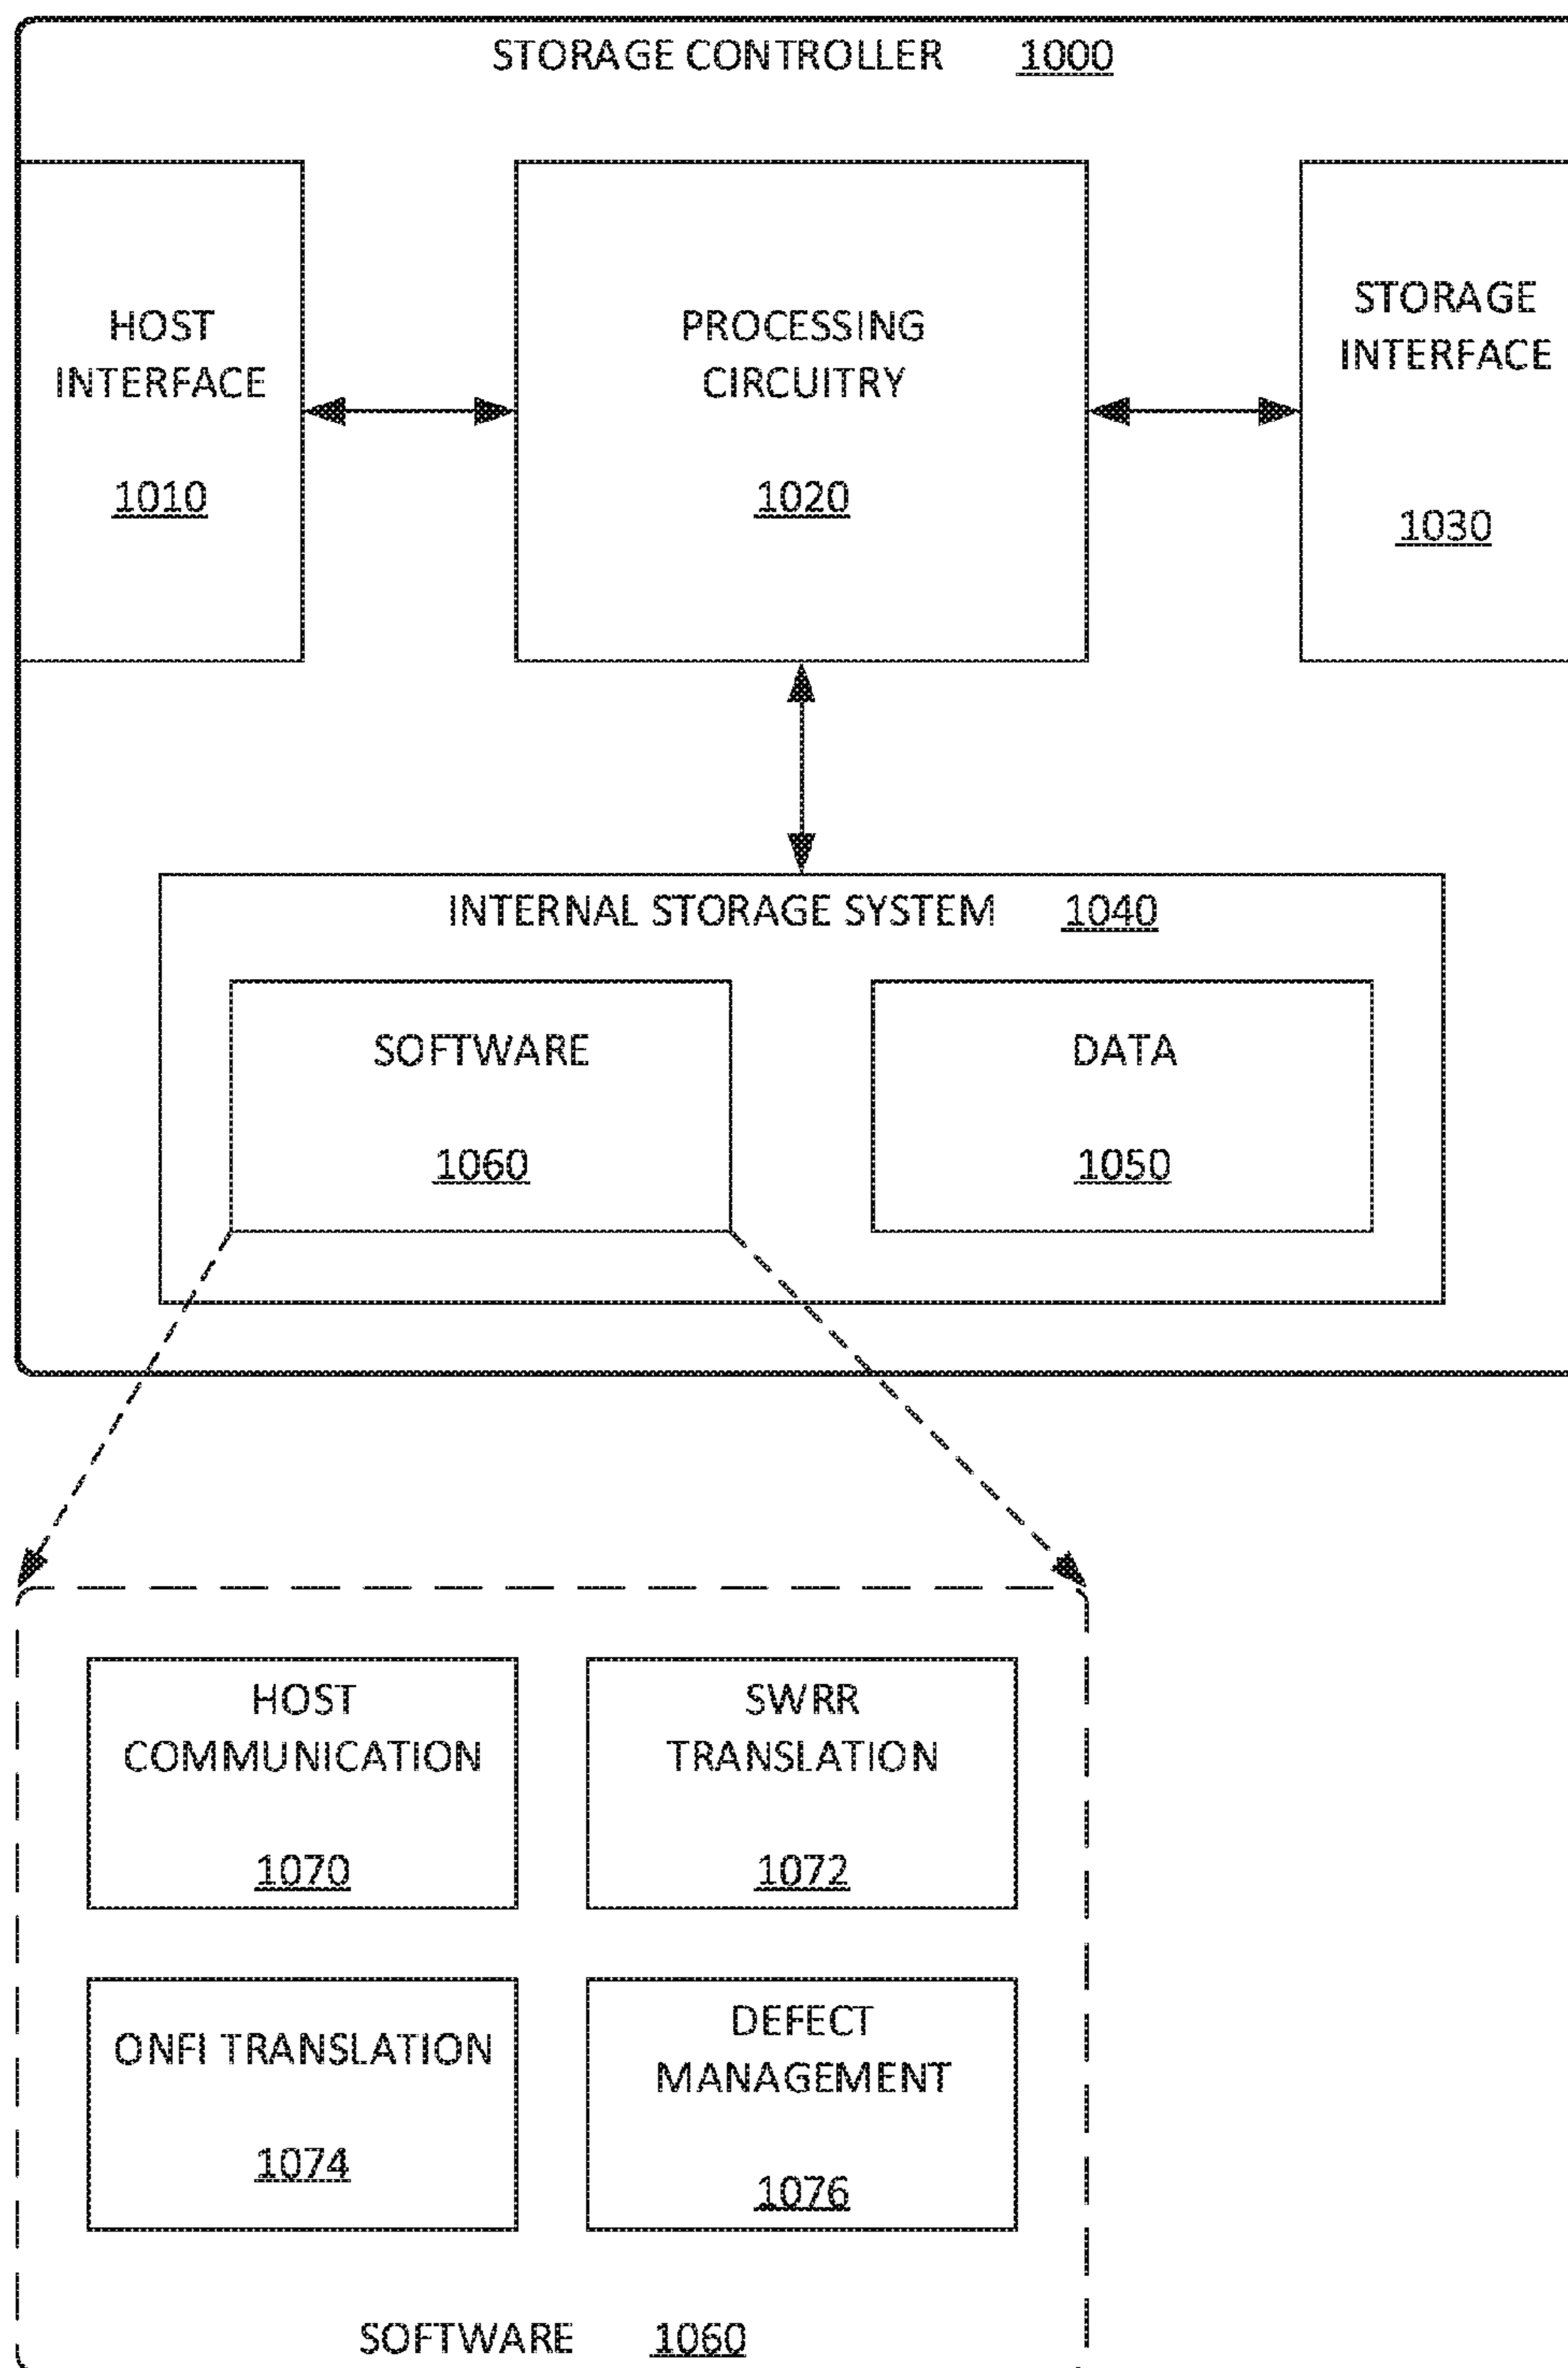 STORAGE CONTROLLER 1000
HOST
INTERFACE
1010
PROCESSING
CIRCUITRY
1020
STORAGE
INTERFACE
1030
INTERNAL STORAGE SYSTEM 1040
SOFTWARE
1060
DATA
1050
HOST
COMMUNICATION
1070
SWRR
TRANSLATION
1072
ONFI TRANSLATION
1074
DEFECT
MANAGEMENT
1076
SOFTWARE 1060